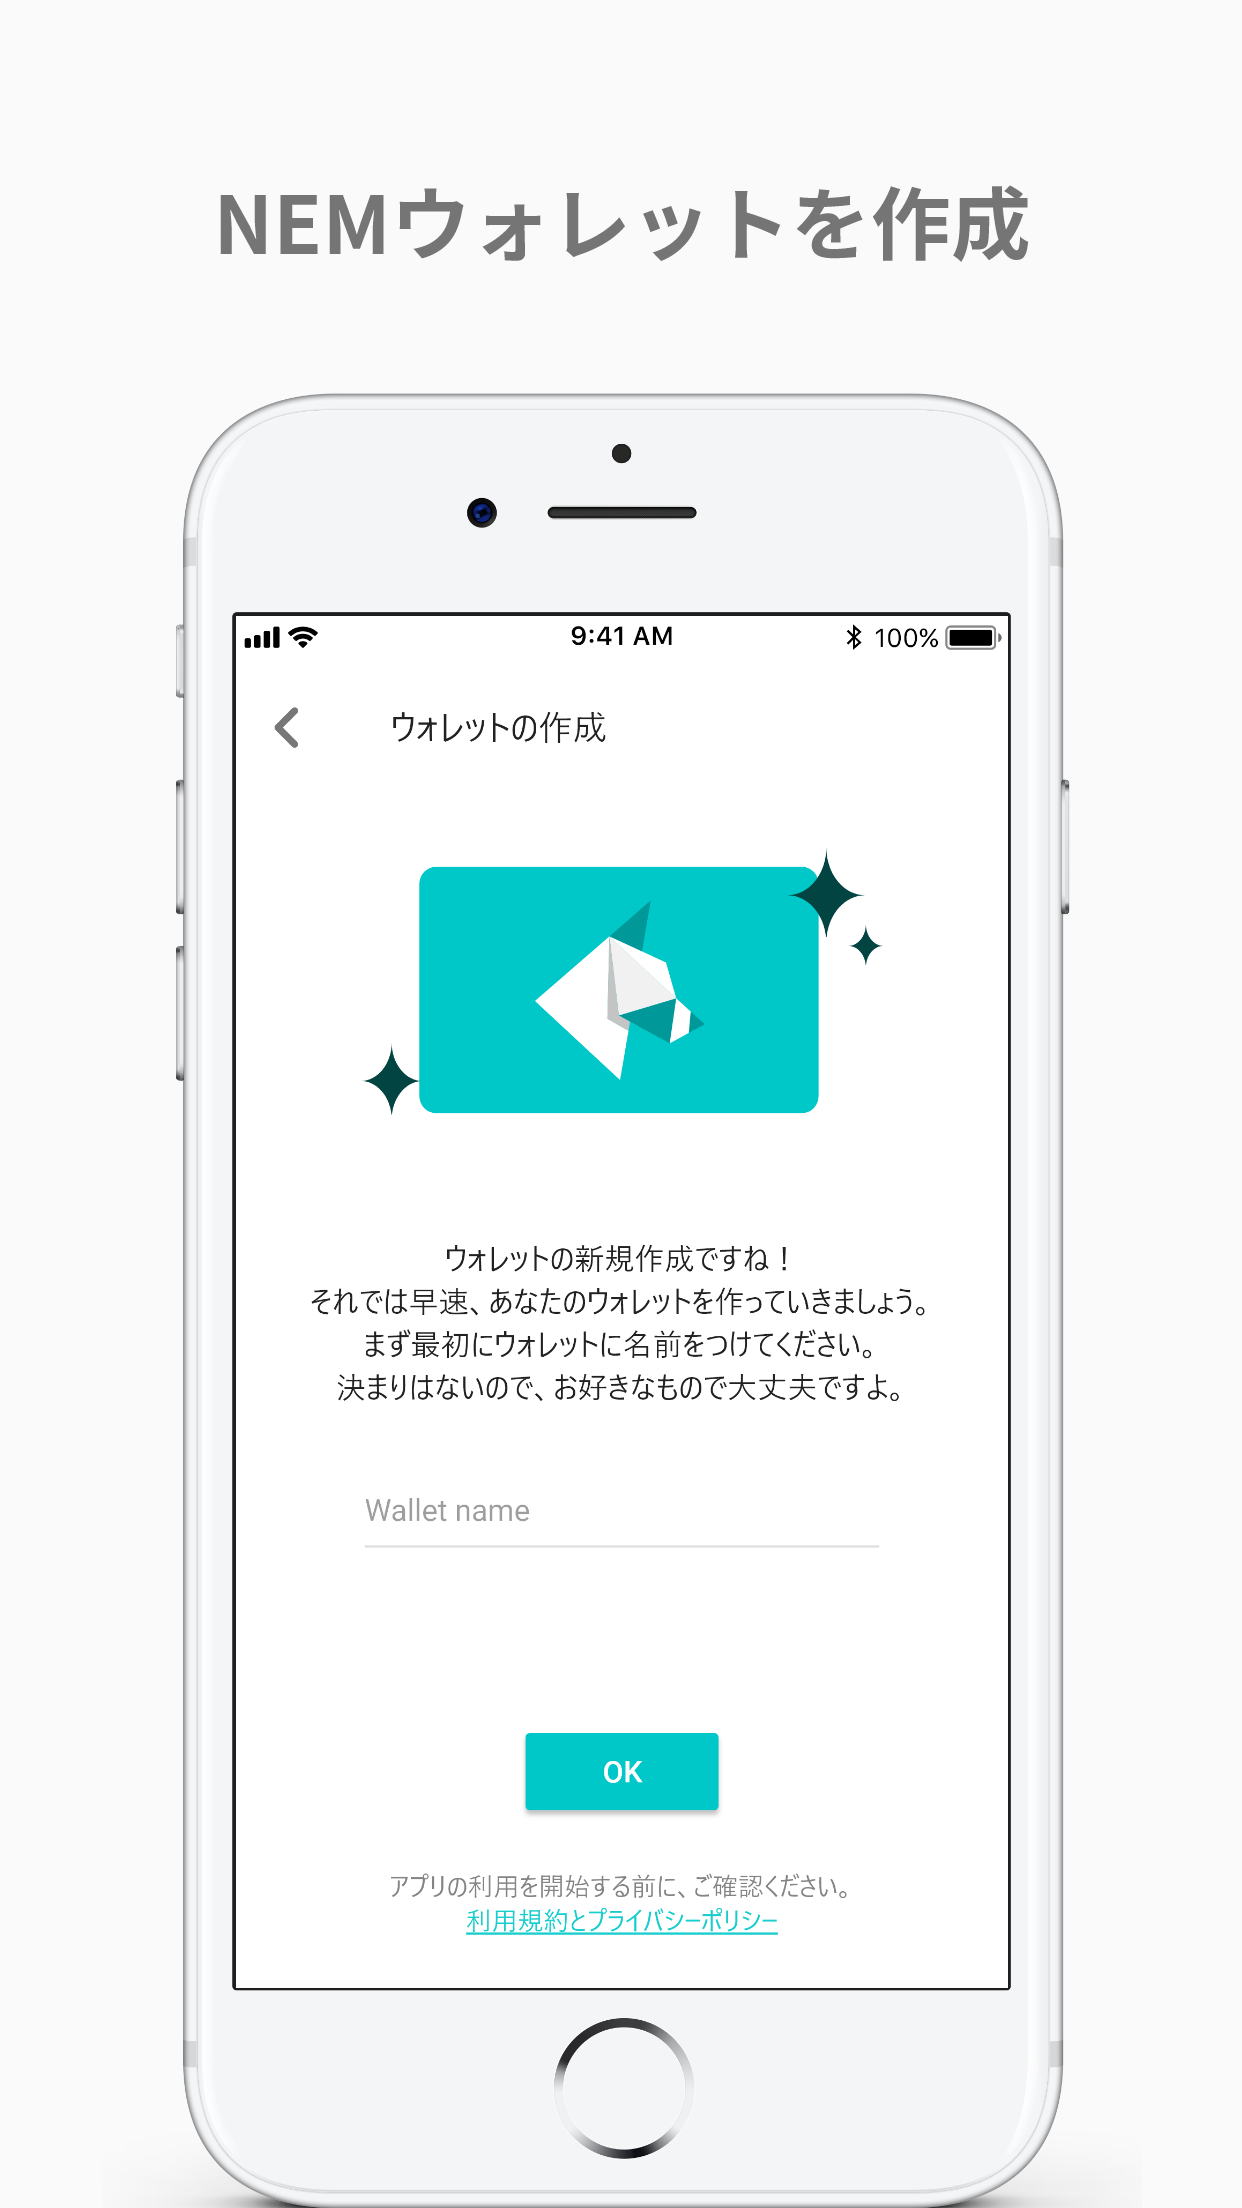 NEMウォレットを作成
9:41 AM
100%
ウォレットの作成
ウォレットの新規作成ですね！
それでは早速、あなたのウォレットを作っていきましょう。
まず最初にウォレットに名前をつけてください。
決まりはないので、お好きなもので大丈夫ですよ。
Wallet name
OK
アプリの利用を開始する前に、ご確認ください。
利用規約とプライバシーポリシー